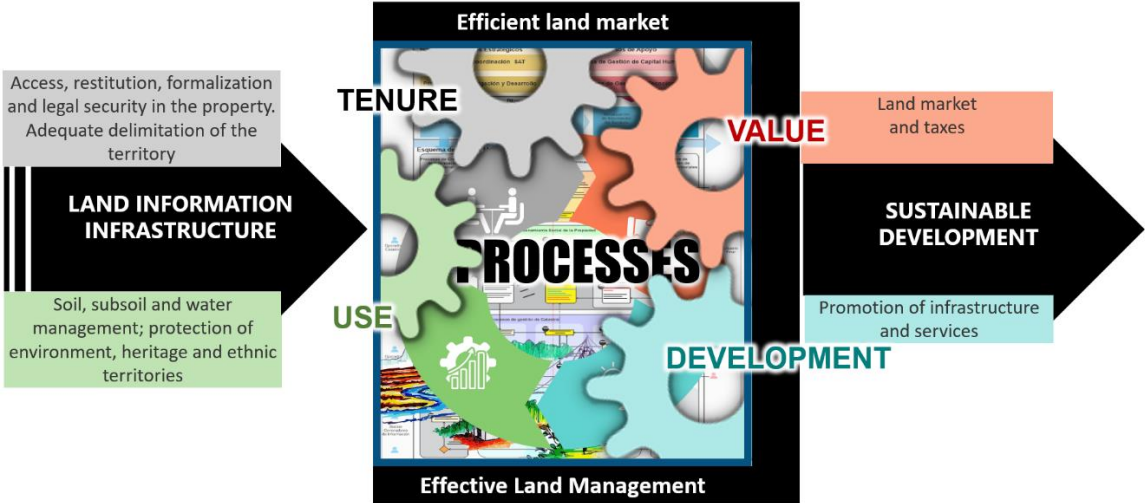 Efficient land market
Access, restitution, formalization
and legal security in the property.
Adequate delimitation of the
territory
LAND INFORMATION
INFRASTRUCTURE
Soil, subsoil and water
management; protection of
environment, heritage and ethnic
territories
TENURE
VALUE
PROCESSES
USE
DEVELOPMENT
Land market
and taxes
SUSTAINABLE
DEVELOPMENT
Promotion of infrastructure
and services
Effective Land Management